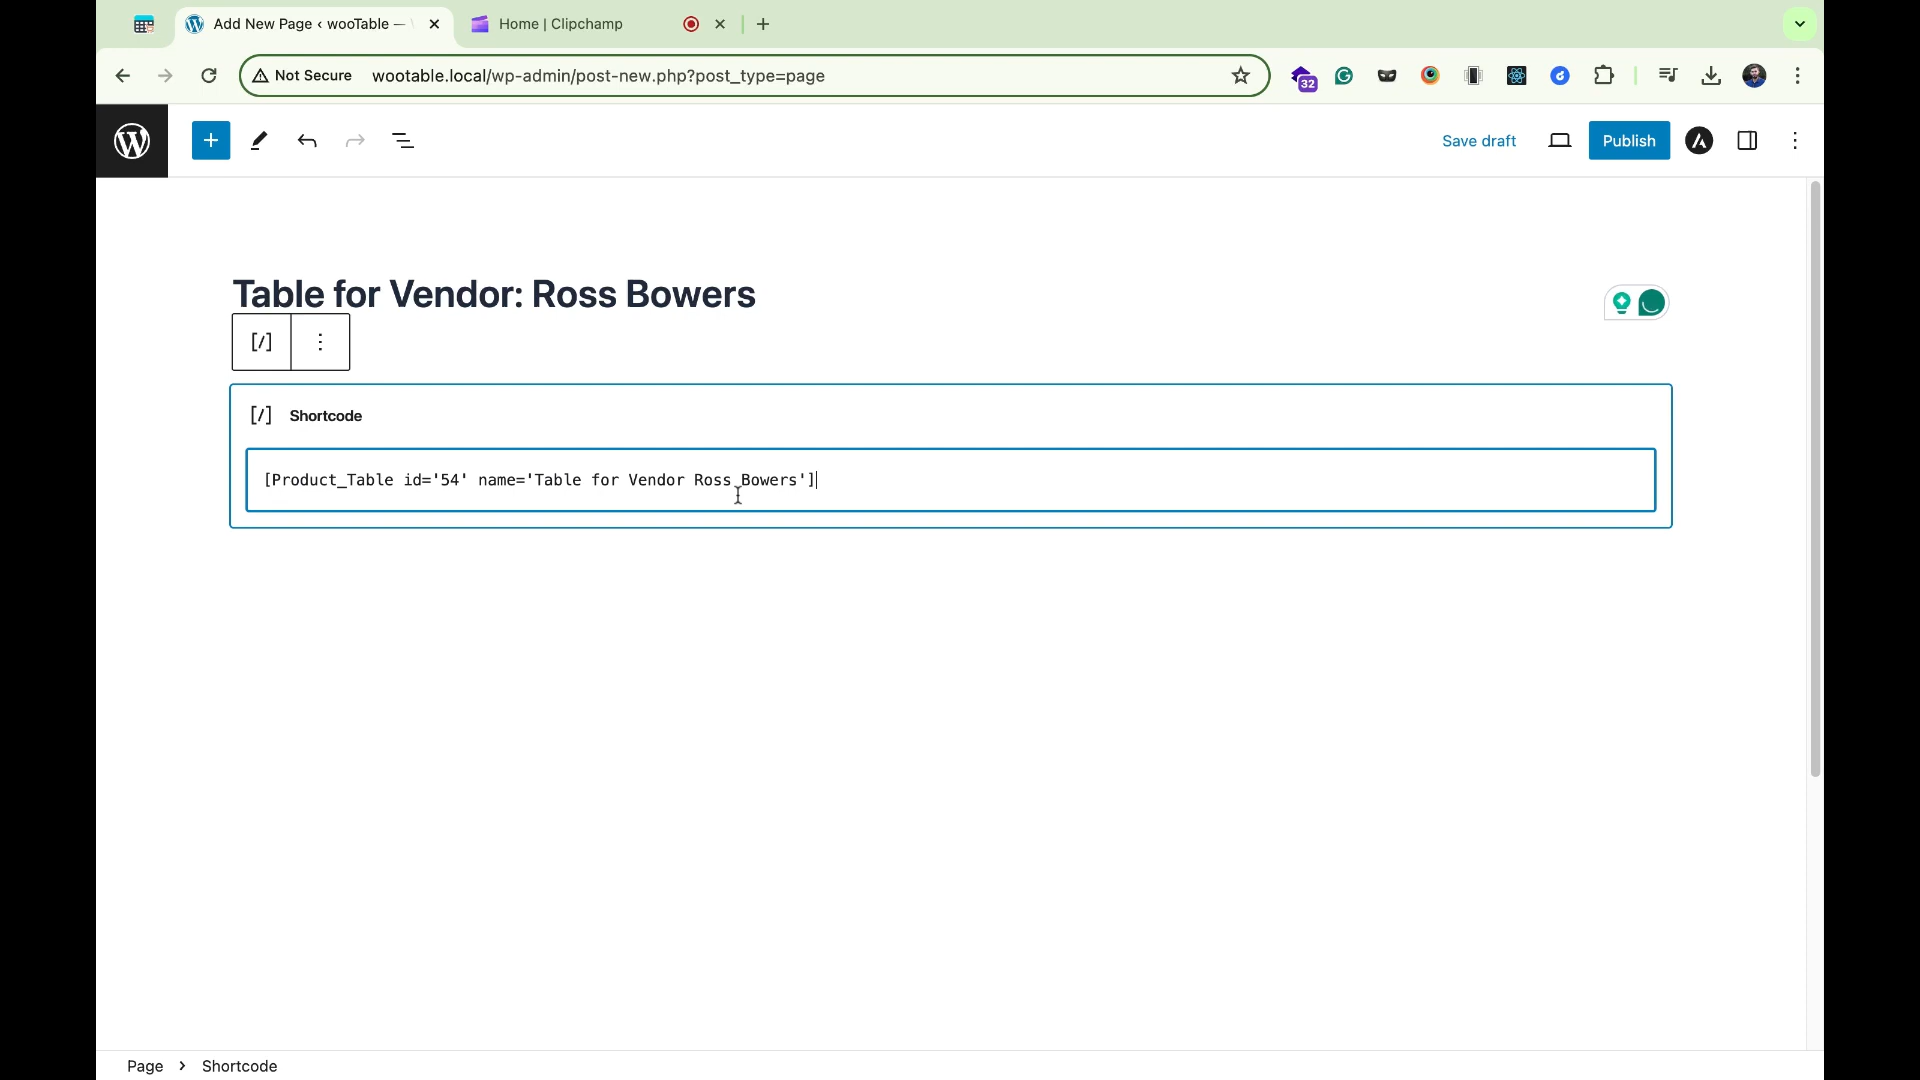 Add New Page ‹ wooTable —
Home | Clipchamp
Not Secure
wootable.local/wp-admin/post-new.php?post_type=page
32
Save draft
Publish
Table for Vendor: Ross Bowers
[/]
[/] Shortcode
[Product_Table id='54' name='Table for Vendor Ross Bowers']
Page › Shortcode